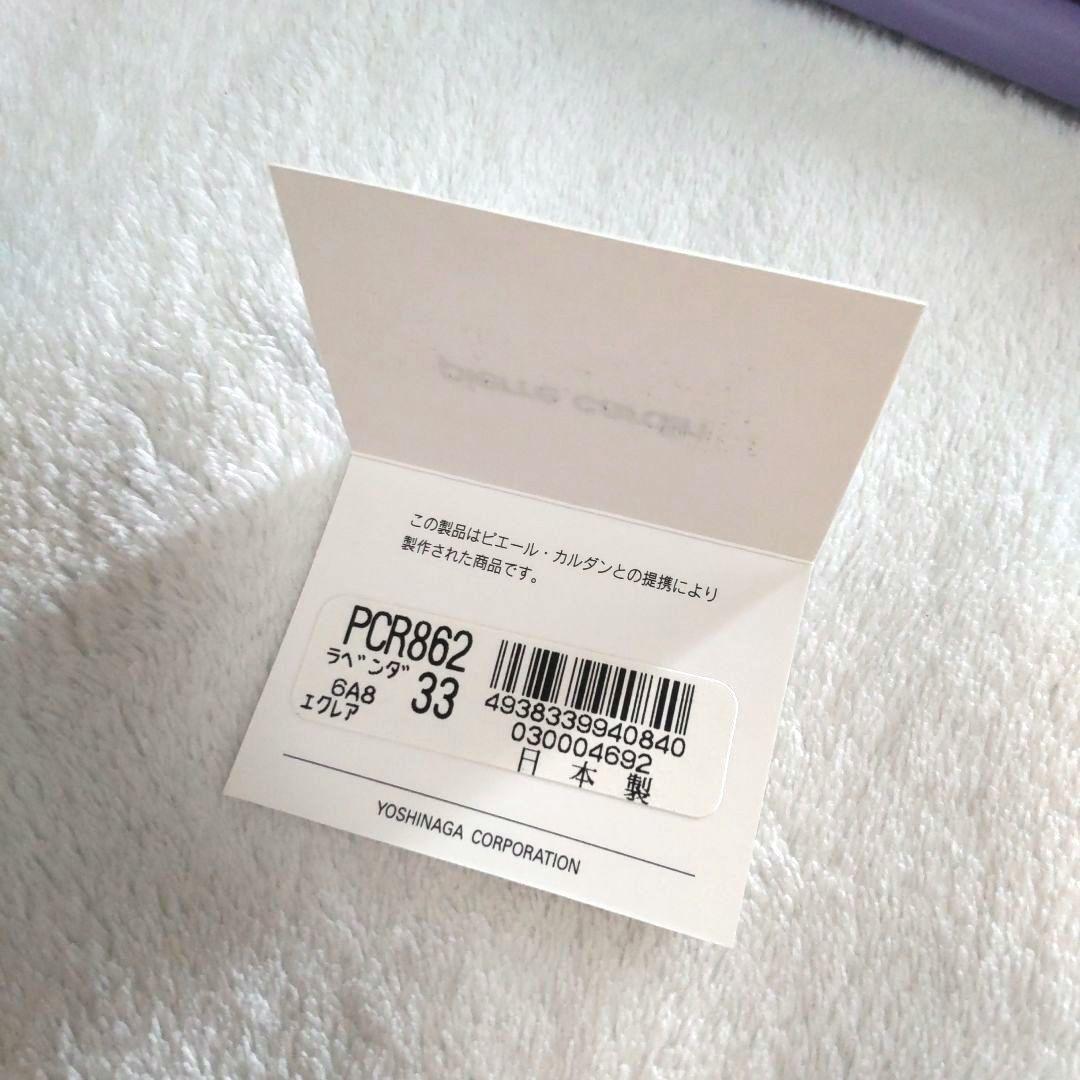 pierre cardin
この製品はピエール・カルダンとの提携により
製作された商品です。
PCR862
ラベンダ 33
6A8
エクレア
4938339940840
030004692
日本製
YOSHINAGA CORPORATION